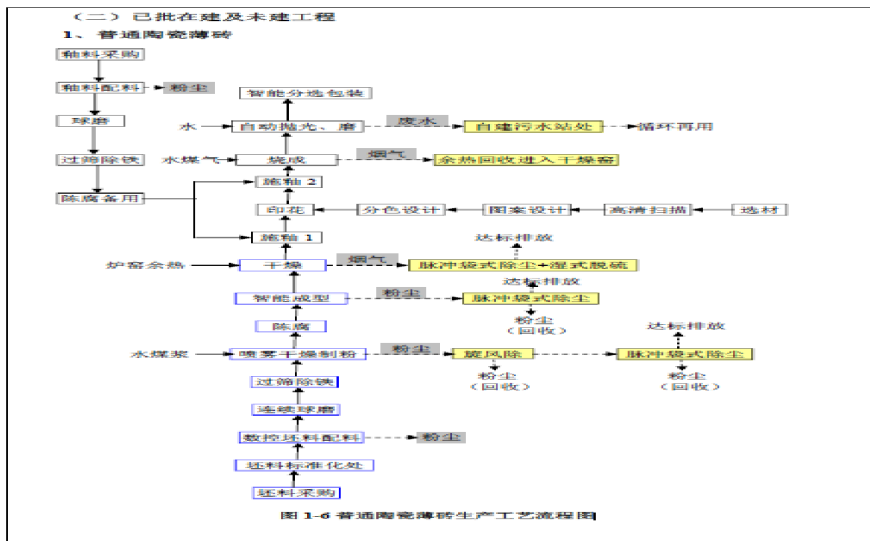 （二）已批在建及未建工程
1、普通陶瓷薄砖
釉料采购
釉料配料 粉尘 智能分选包装
球磨 水 自动抛光、磨 废水 自建污水站处 循环再用
过筛除铁 水煤气 烧成 烟气 余热回收进入干燥窑
陈腐备用 施釉 2
印花 分色设计 图案设计 高清扫描 选材
施釉 1 达标排放
炉窑余热 干燥 烟气 脉冲袋式除尘+湿式脱硫
达标排放
智能成型 粉尘 脉冲袋式除尘
陈腐 粉尘
（回收） 达标排放
水煤浆 喷雾干燥制粉 粉尘 旋风除 脉冲袋式除尘
过筛除铁 粉尘
（回收） 粉尘
（回收）
连续球磨
数控坯料配料 粉尘
坯料标准化处
坯料采购
图 1-6 普通陶瓷薄砖生产工艺流程图